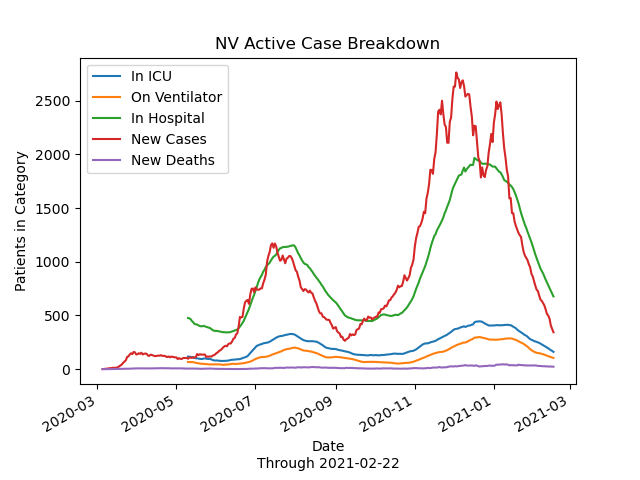 NV Active Case Breakdown
In ICU
On Ventilator
In Hospital
New Cases
New Deaths
Patients in Category
2500
2000
1500
1000
500
0
2020-03
2020-05
2020-07
2020-09
2020-11
2021-01
2021-03
Date
Through 2021-02-22